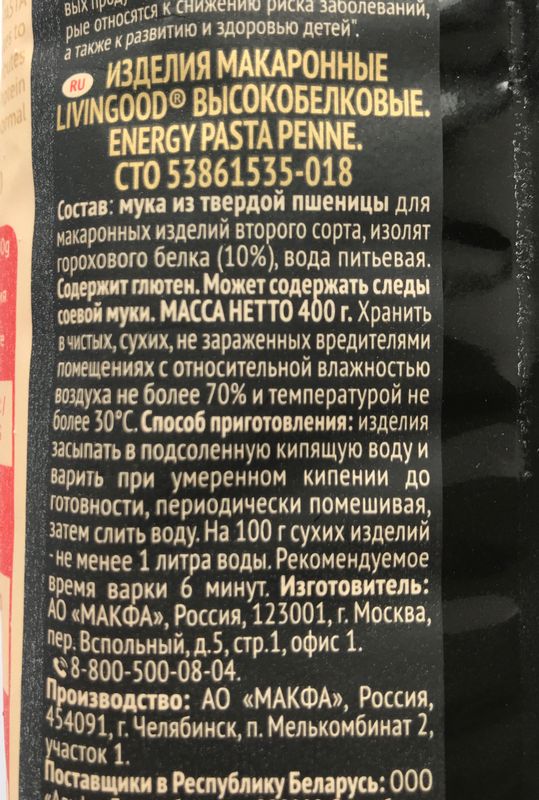 рые относятся к снижению риска заболеваний,
а также к развитию и здоровью детей".
RU ИЗДЕЛИЯ МАКАРОННЫЕ
LIVINGOOD® ВЫСОКОБЕЛКОВЫЕ.
ENERGY PASTA PENNE.
СТО 53861535-018
Состав: мука из твердой пшеницы для
макаронных изделий второго сорта, изолят
горохового белка (10%), вода питьевая.
Содержит глютен. Может содержать следы
соевой муки. МАССА НЕТТО 400 г. Хранить
в чистых, сухих, не зараженных вредителями
помещениях с относительной влажностью
воздуха не более 70% и температурой не
более 30°С. Способ приготовления: изделия
засыпать в подсоленную кипящую воду и
варить при умеренном кипении до
готовности, периодически помешивая,
затем слить воду. На 100 г сухих изделий
- не менее 1 литра воды. Рекомендуемое
время варки 6 минут. Изготовитель:
АО «МАКФА», Россия, 123001, г. Москва,
пер. Вспольный, д.5, стр.1, офис 1.
8-800-500-08-04.
Производство: АО «МАКФА», Россия,
454091, г. Челябинск, п. Мелькомбинат 2,
участок 1.
Поставщики в Республику Беларусь: ООО